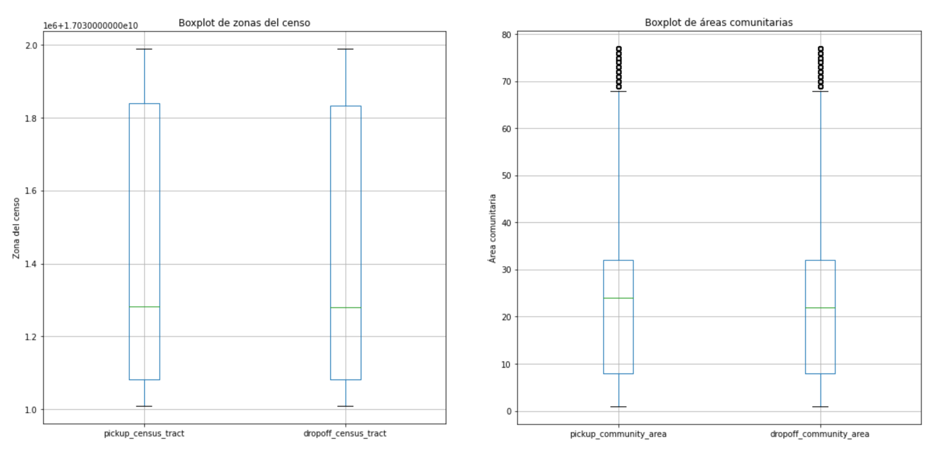 Boxplot de zonas del censo
1e6+1.7030000000e10
2.0
1.8
1.6
1.4
1.2
1.0
Zona del censo
pickup_census_tract
dropoff_census_tract
Boxplot de áreas comunitarias
80
70
60
50
40
30
20
10
0
Área comunitaria
pickup_community_area
dropoff_community_area